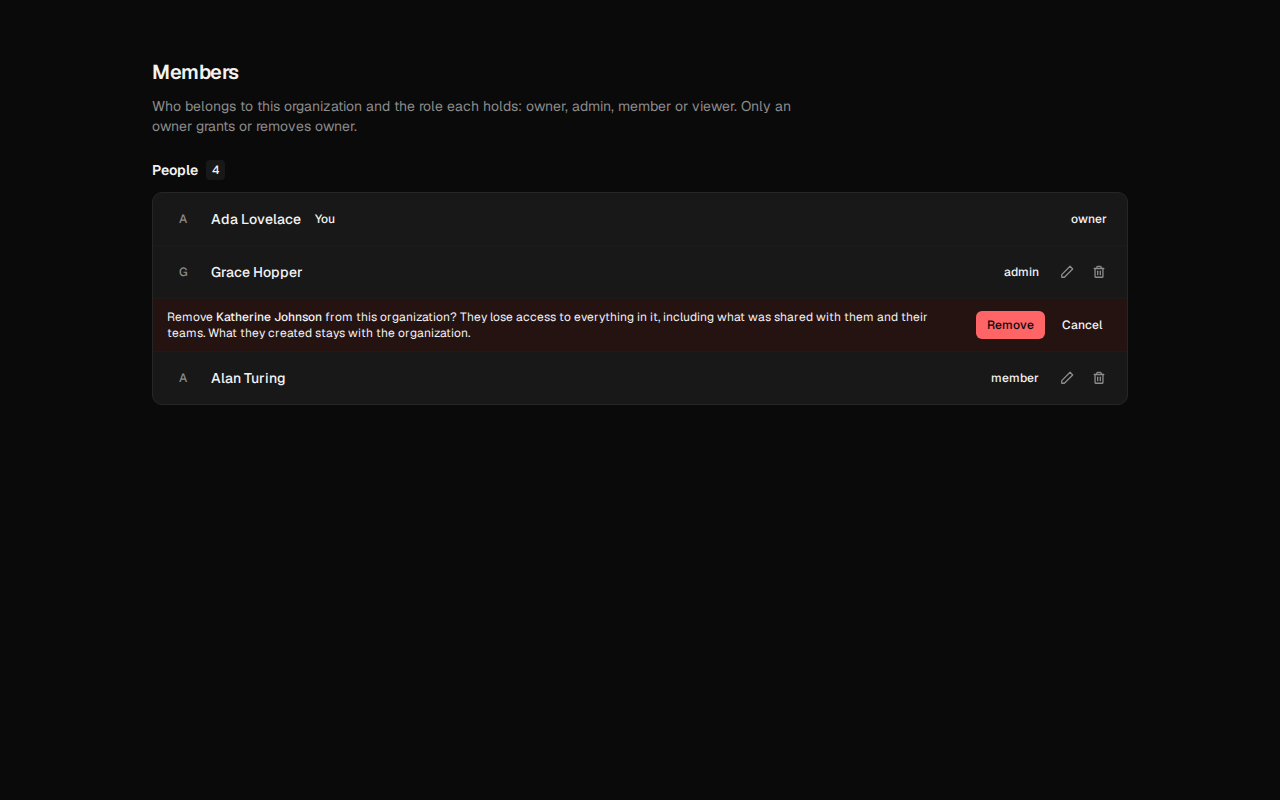 Members
Who belongs to this organization and the role each holds: owner, admin, member or viewer. Only an
owner grants or removes owner.
People 4
A Ada Lovelace You owner
G Grace Hopper admin
Remove Katherine Johnson from this organization? They lose access to everything in it, including what was shared with them and their
teams. What they created stays with the organization.
Remove Cancel
A Alan Turing member